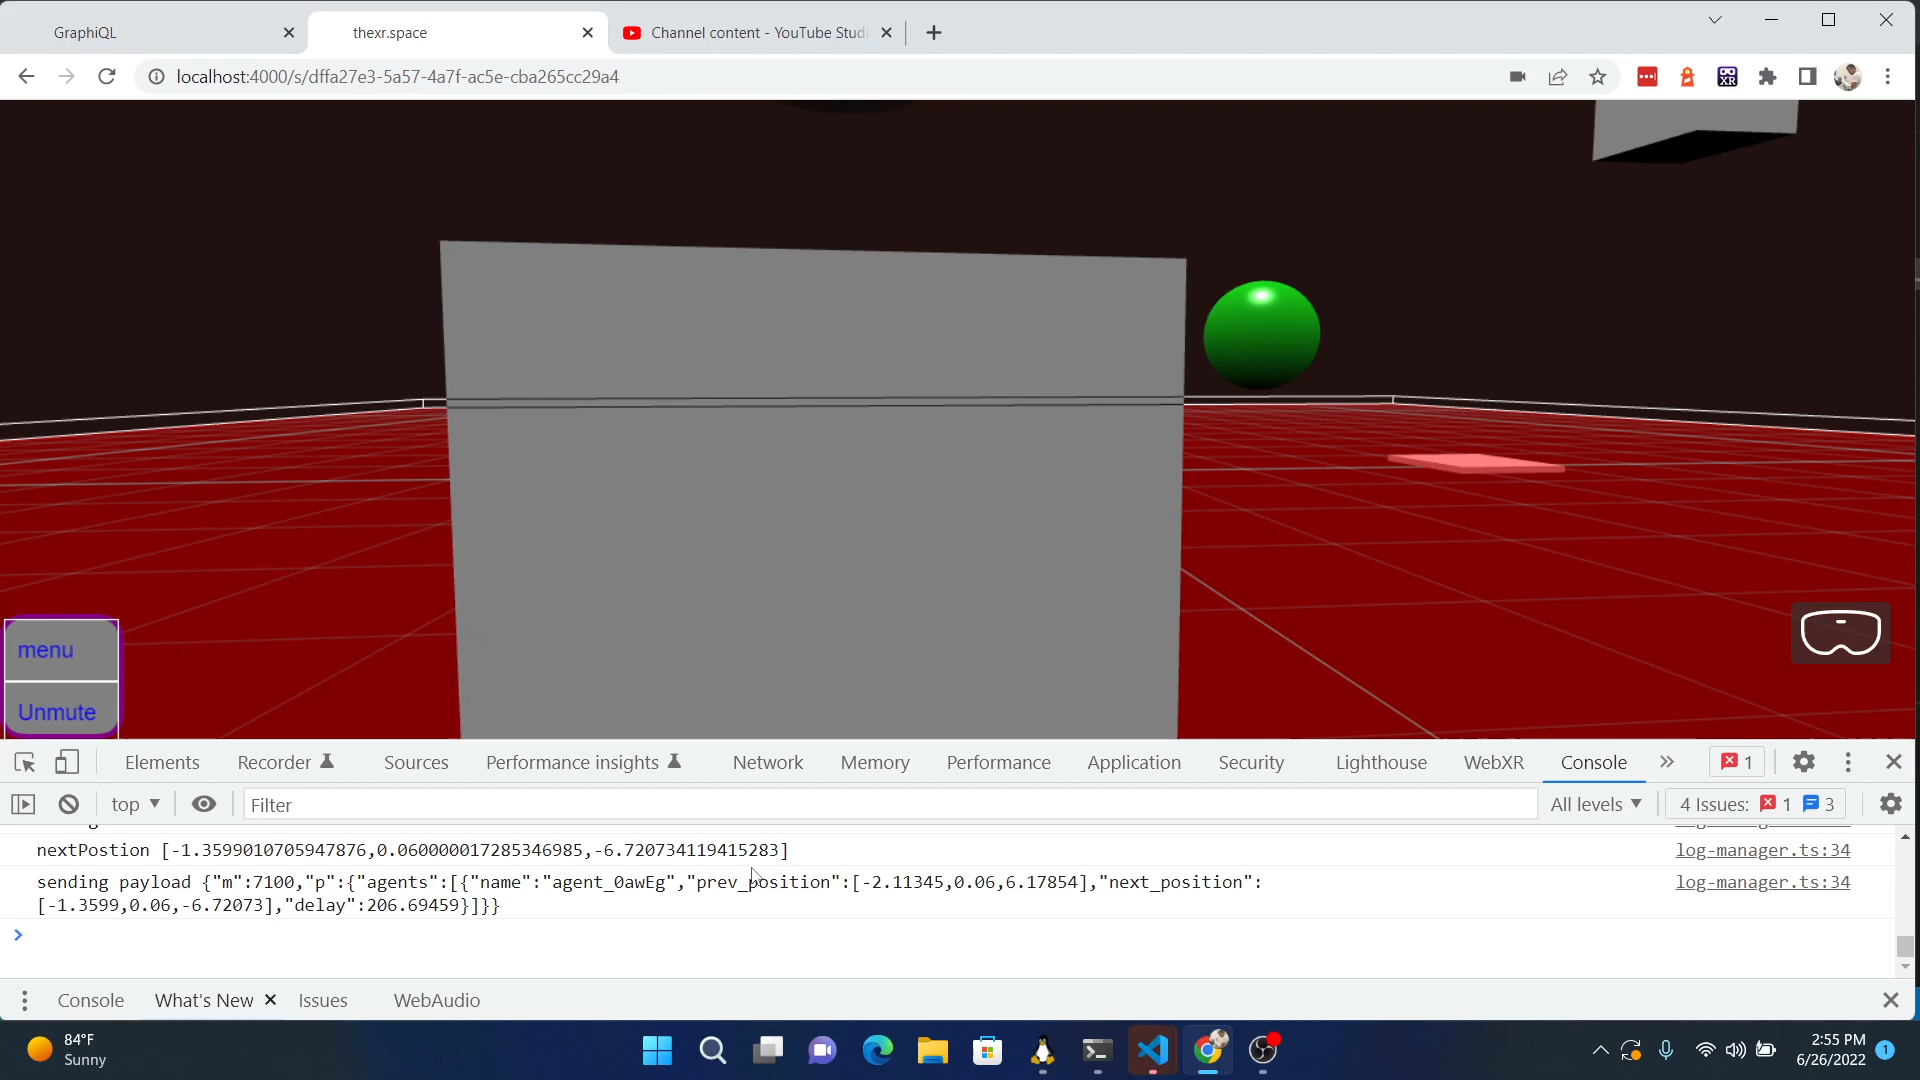 GraphiQL
thexr.space
Channel content - YouTube Studi
localhost:4000/s/dffa27e3-5a57-4a7f-ac5e-cba265cc29a4
XR
menu
Unmute
Elements
Recorder
Sources
Performance insights
Network
Memory
Performance
Application
Security
Lighthouse
WebXR
Console
1
top
Filter
All levels
4 Issues: 1 3
nextPostion [-1.3599010705947876,0.060000017285346985,-6.720734119415283]
log-manager.ts:34
sending payload {"m":7100,"p":{"agents":[{"name":"agent_0awEg","prev_position":[-2.11345,0.06,6.17854],"next_position":
log-manager.ts:34
[-1.3599,0.06,-6.72073],"delay":206.69459}]}}
Console
What's New
Issues
WebAudio
84°F
Sunny
2:55 PM
6/26/2022
1